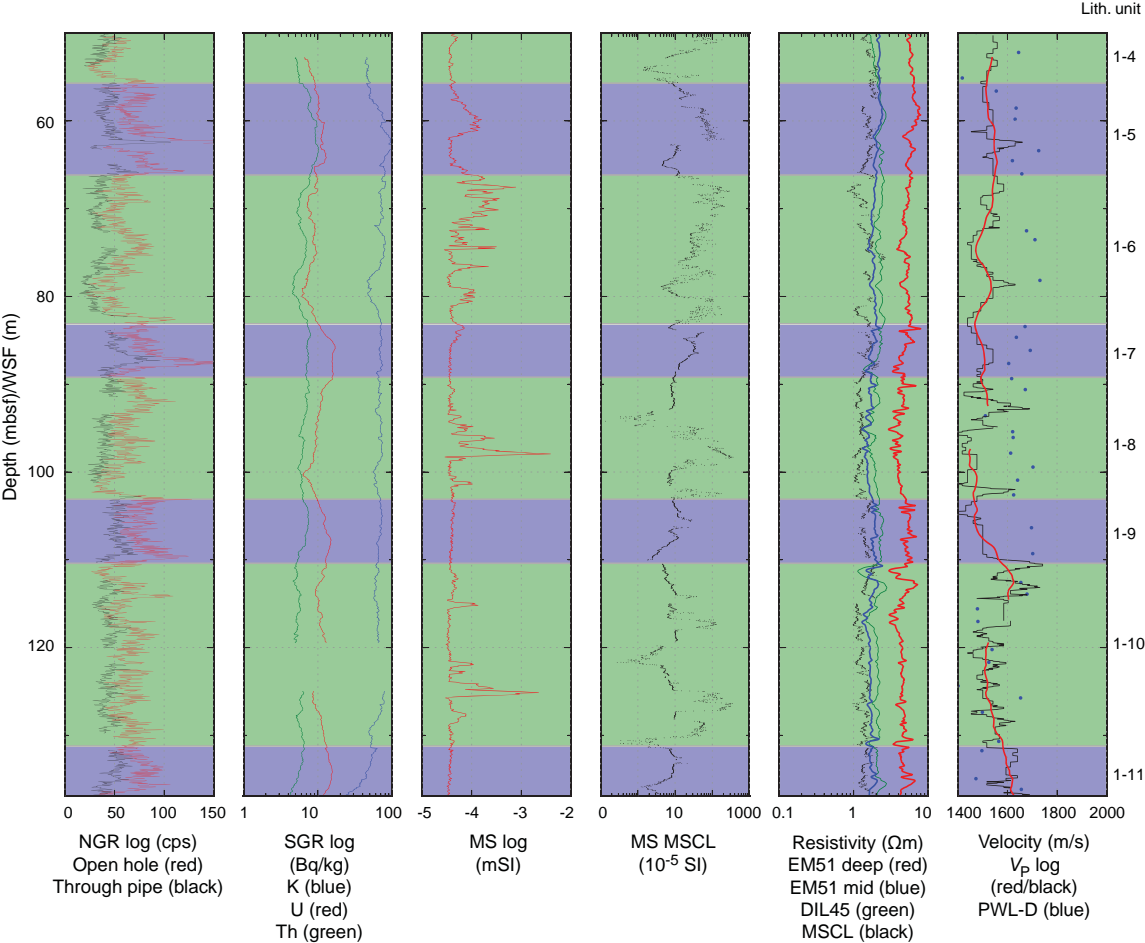 Lith. unit
1-4
60
1-5
1-6
80
1-7
Depth (mbsf)/WSF (m)
1-8
100
1-9
120
1-10
1-11
0 50 100 150 1 10 100 -5 -4 -3 -2 0 10 1000 0.1 1 10 1400 1600 1800 2000
NGR log (cps)
Open hole (red)
Through pipe (black)
SGR log
(Bq/kg)
K (blue)
U (red)
Th (green)
MS log
(mSI)
MS MSCL
(10-5 SI)
Resistivity (Ωm)
EM51 deep (red)
EM51 mid (blue)
DIL45 (green)
MSCL (black)
Velocity (m/s)
VP log
(red/black)
PWL-D (blue)